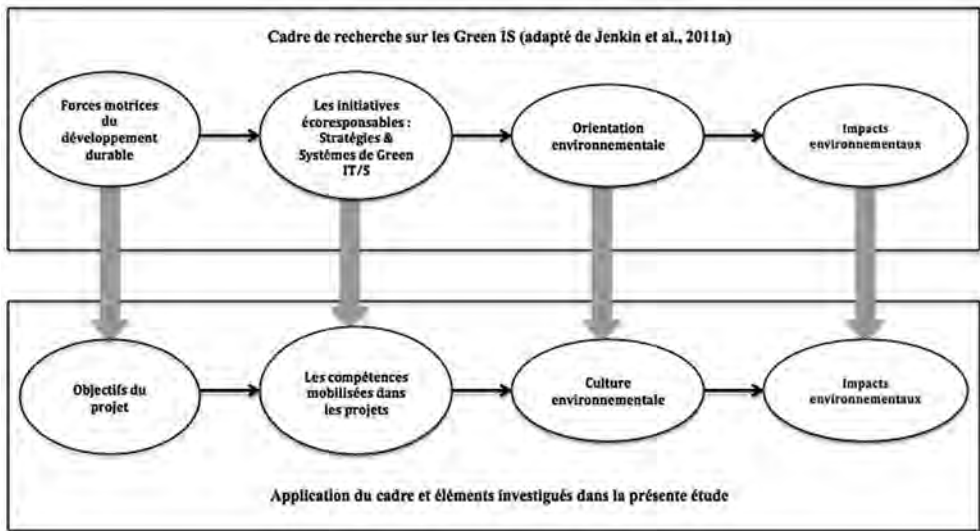 Cadre de recherche sur les Green IS (adapté de Jenkin et al., 2011a)
Forces motrices
du
développement
durable
Les initiatives
écoresponsables :
Stratégies &
Systèmes de Green
IT/S
Orientation
environnementale
Impacts
environnementaux
Objectifs du
projet
Les compétences
mobilisées dans
les projets
Culture
environnementale
Impacts
environnementaux
Application du cadre et éléments investigués dans la présente étude